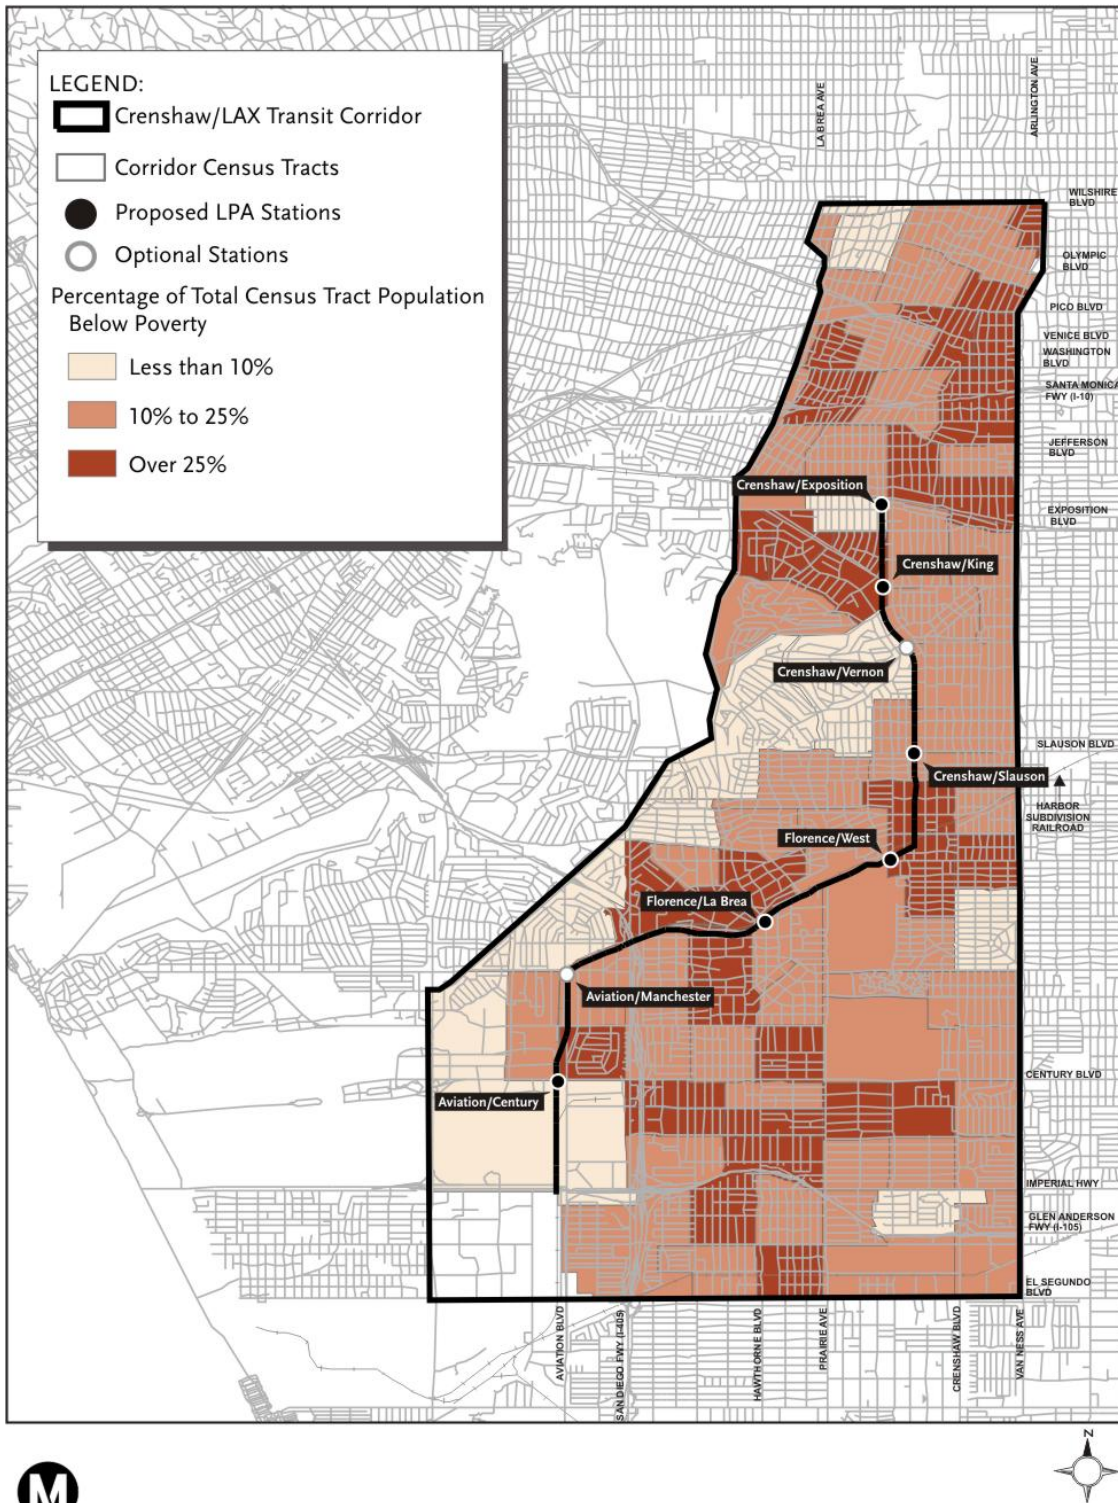 LEGEND:
Crenshaw/LAX Transit Corridor
Corridor Census Tracts
Proposed LPA Stations
Optional Stations
Percentage of Total Census Tract Population
Below Poverty
Less than 10%
10% to 25%
Over 25%
LA BREA AVE
ARLINGTON AVE
WILSHIRE
BLVD
OLYMPIC
BLVD
PICO BLVD
VENICE BLVD
WASHINGTON
BLVD
SANTA MONICA
FWY (I-10)
JEFFERSON
BLVD
Crenshaw/Exposition
EXPOSITION
BLVD
Crenshaw/King
Crenshaw/Vernon
SLAUSON BLVD
Crenshaw/Slauson
HARBOR
SUBDIVISION
RAILROAD
Florence/West
Florence/La Brea
Aviation/Manchester
CENTURY BLVD
Aviation/Century
IMPERIAL HWY
GLEN ANDERSON
FWY (I-105)
EL SEGUNDO
BLVD
AVIATION BLVD
SAN DIEGO FWY (I-405)
HAWTHORNE BLVD
PRAIRIE AVE
CRENSHAW BLVD
VAN NESS AVE
N
M